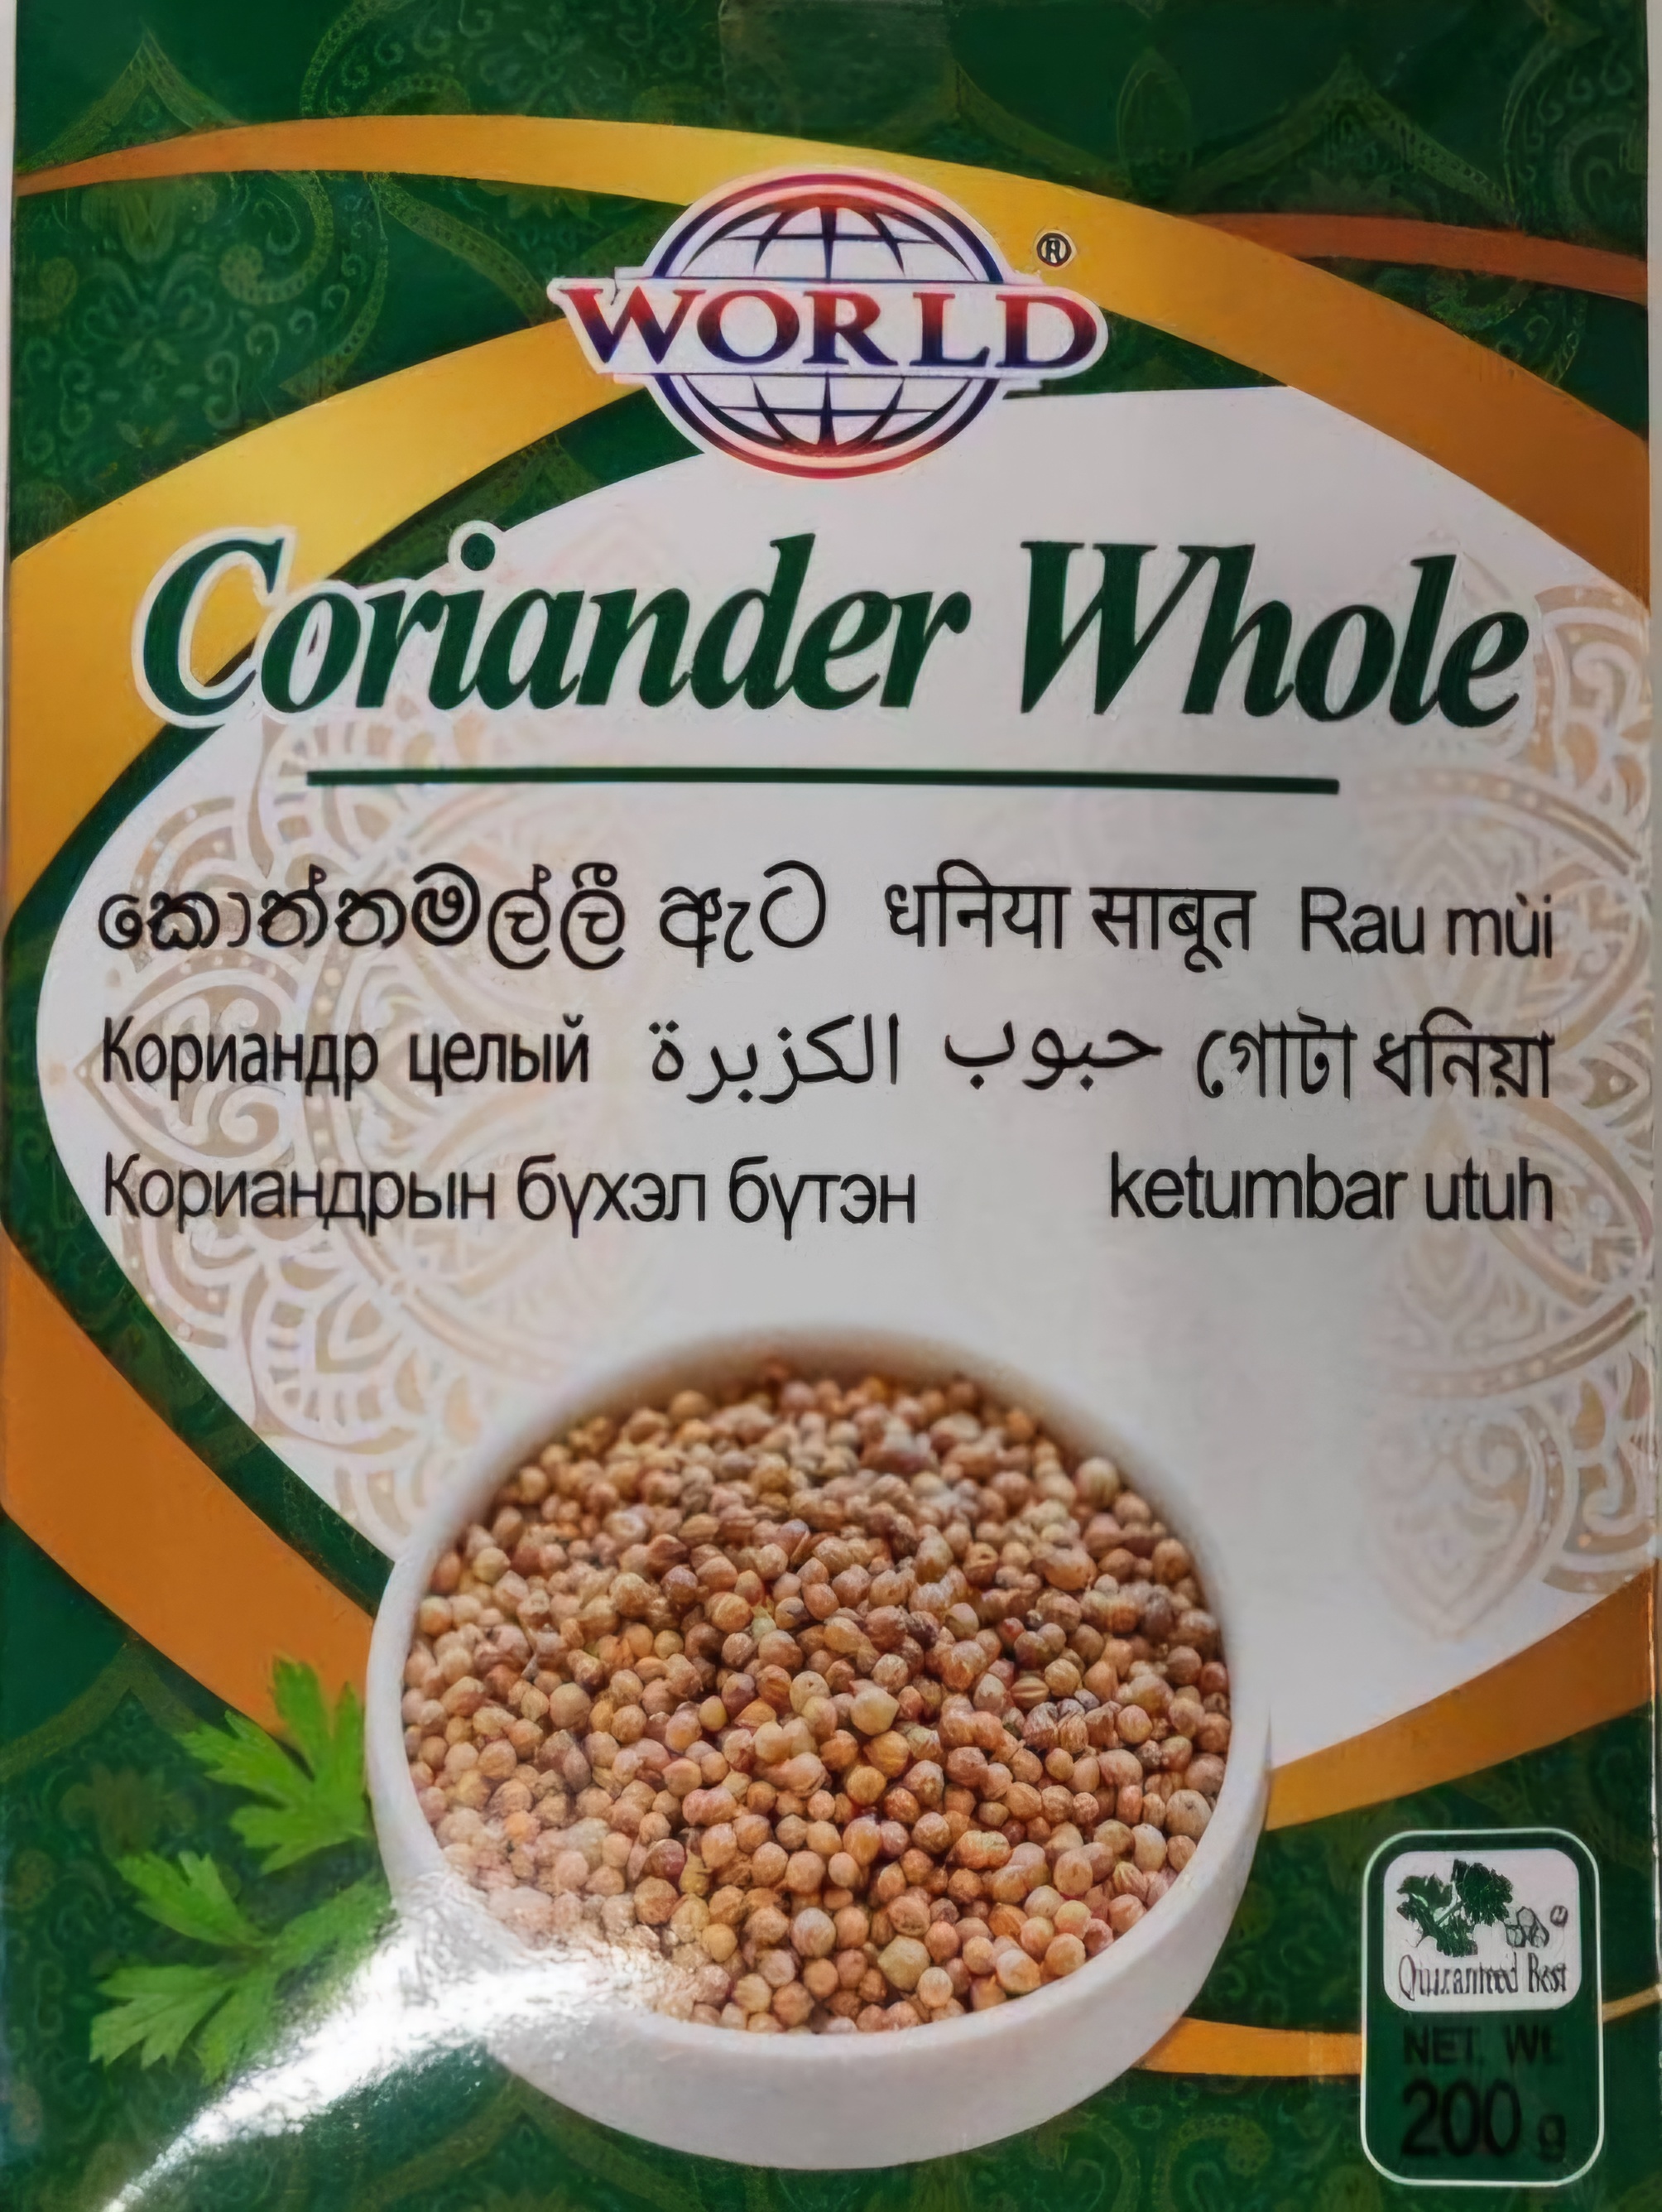 WORLD ®
Coriander Whole
කොත්තමල්ලී ඇට धनिया साबूत Rau mùi
Кориандр целый حبوب الكزبرة গোটা ধনিয়া
Кориандрын бүхэл бүтэн ketumbar utuh
Best
NET. Wt.
200 g